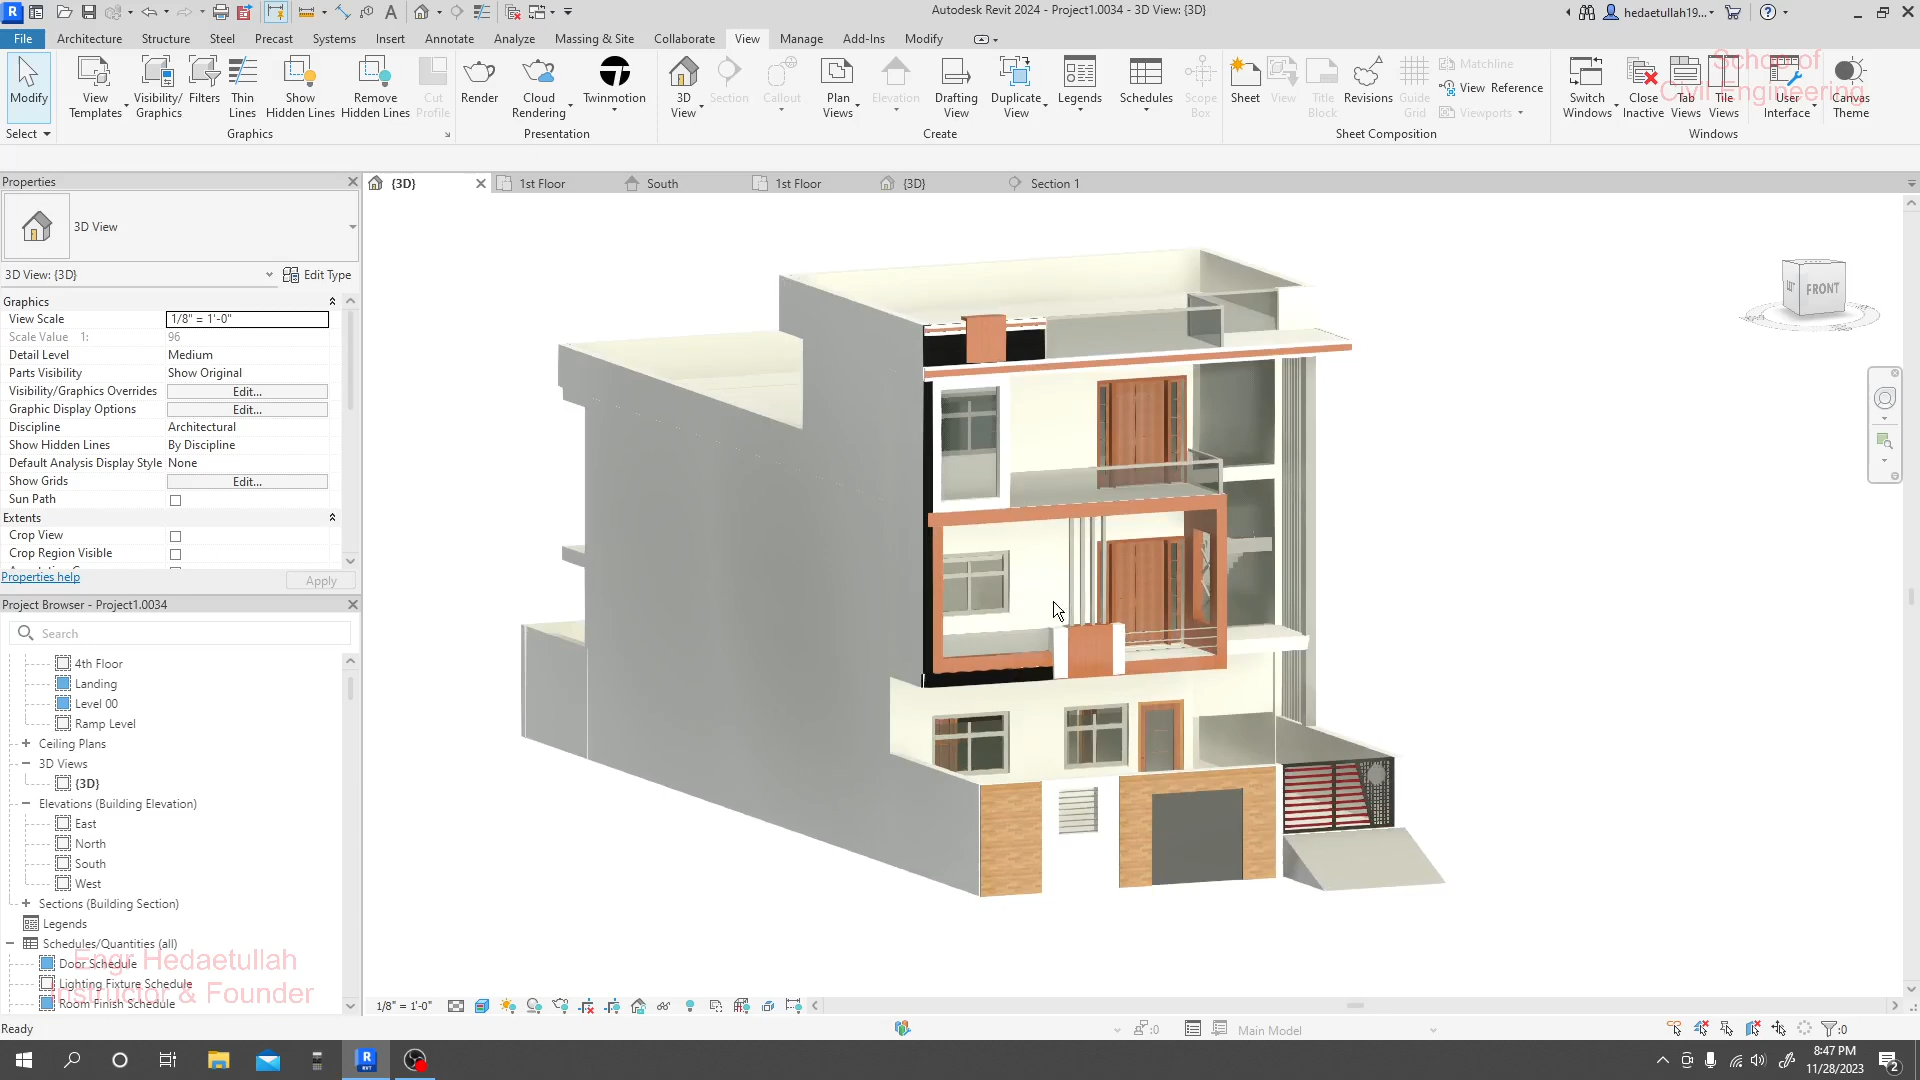 Autodesk Revit 2024 - Project1.0034 - 3D View: {3D}
hedaetullah19...
File
Architecture
Structure
Steel
Precast
Systems
Insert
Annotate
Analyze
Massing & Site
Collaborate
View
Manage
Add-Ins
Modify
Modify
View Templates
Visibility/ Graphics
Filters
Thin Lines
Show Hidden Lines
Remove Hidden Lines
Cut Profile
Render
Cloud Rendering
Twinmotion
3D View
Section
Callout
Plan Views
Elevation
Drafting View
Duplicate View
Legends
Schedules
Scope Box
Sheet
View
Title Block
Revisions
Guide Grid
Matchline
View Reference
Viewports
Switch Windows
Close Inactive
Tab Views
Tile Views
User Interface
Canvas Theme
School of
Civil Engineering
Select
Graphics
Presentation
Create
Sheet Composition
Windows
Properties
3D View
3D View: {3D}
Edit Type
Graphics
View Scale 1/8" = 1'-0"
Scale Value 1: 96
Detail Level Medium
Parts Visibility Show Original
Visibility/Graphics Overrides Edit...
Graphic Display Options Edit...
Discipline Architectural
Show Hidden Lines By Discipline
Default Analysis Display Style None
Show Grids Edit...
Sun Path
Extents
Crop View
Crop Region Visible
Properties help
Apply
{3D}
1st Floor
South
1st Floor
{3D}
Section 1
FRONT
Project Browser - Project1.0034
Search
4th Floor
Landing
Level 00
Ramp Level
Ceiling Plans
3D Views
{3D}
Elevations (Building Elevation)
East
North
South
West
Sections (Building Section)
Legends
Schedules/Quantities (all)
Door Schedule
Lighting Fixture Schedule
Room Finish Schedule
Engr Hedaetullah
Instructor & Founder
1/8" = 1'-0"
Ready
:0
Main Model
:0
8:47 PM
11/28/2023
2